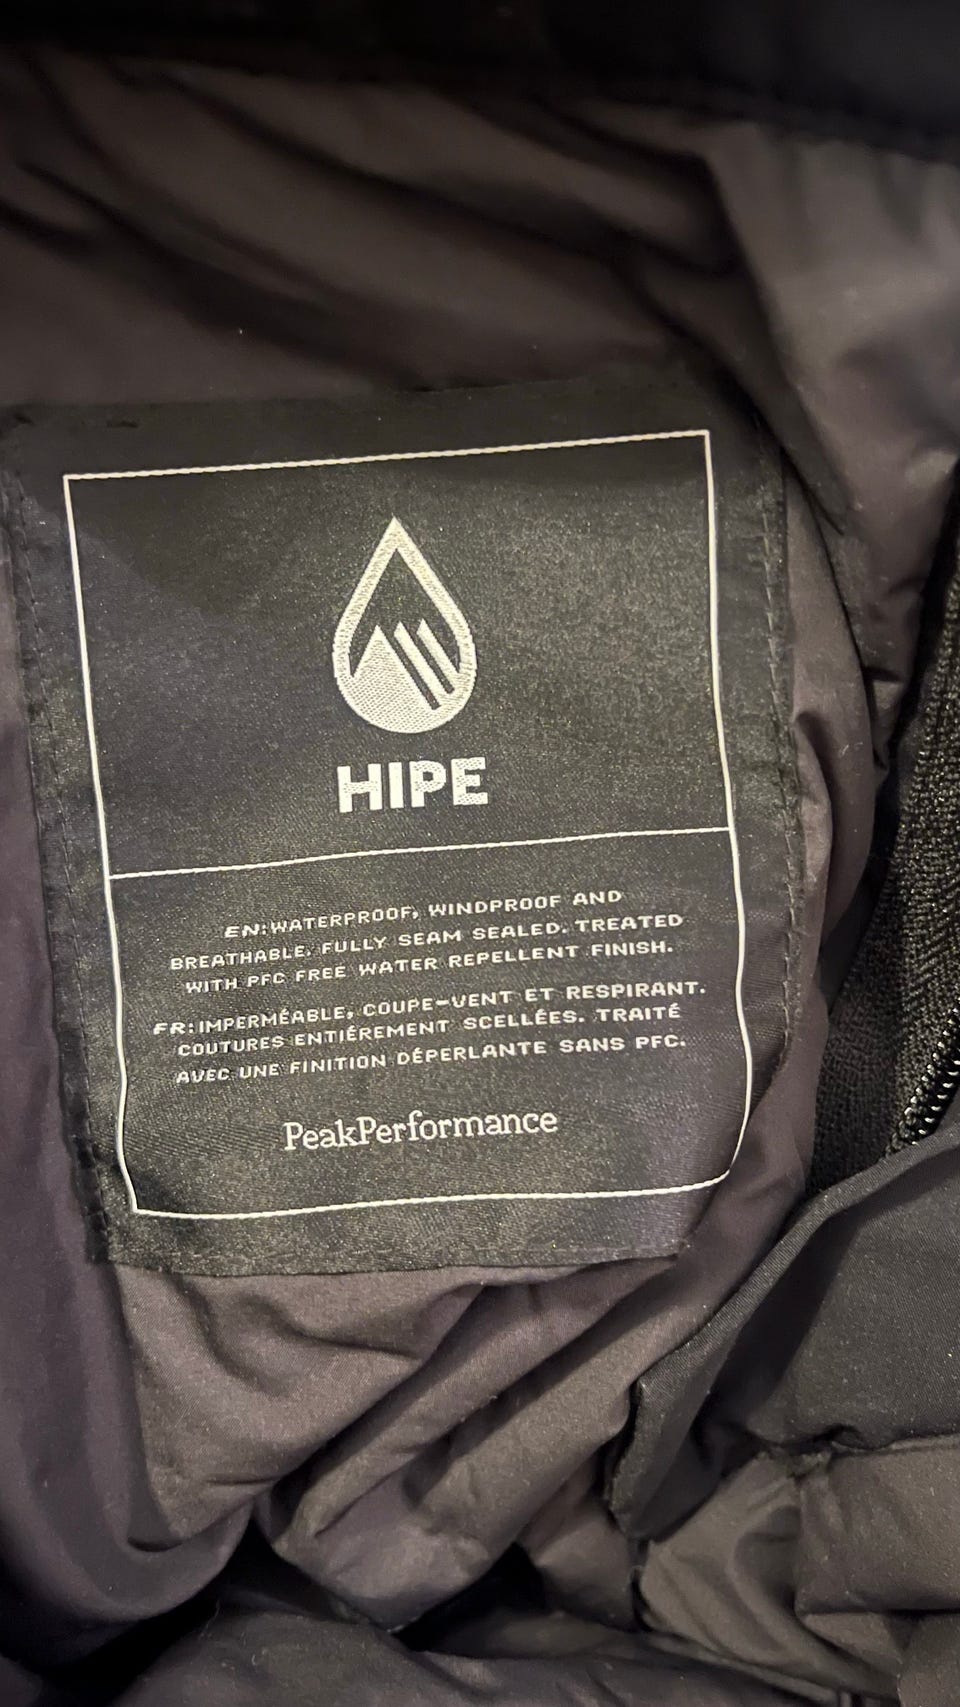 HIPE
EN: WATERPROOF, WINDPROOF AND
BREATHABLE. FULLY SEAM SEALED. TREATED
WITH PFC FREE WATER REPELLENT FINISH.
FR: IMPERMÉABLE, COUPE-VENT ET RESPIRANT.
COUTURES ENTIÉREMENT SCELLÉES. TRAITÉ
AVEC UNE FINITION DÉPERLANTE SANS PFC.
PeakPerformance